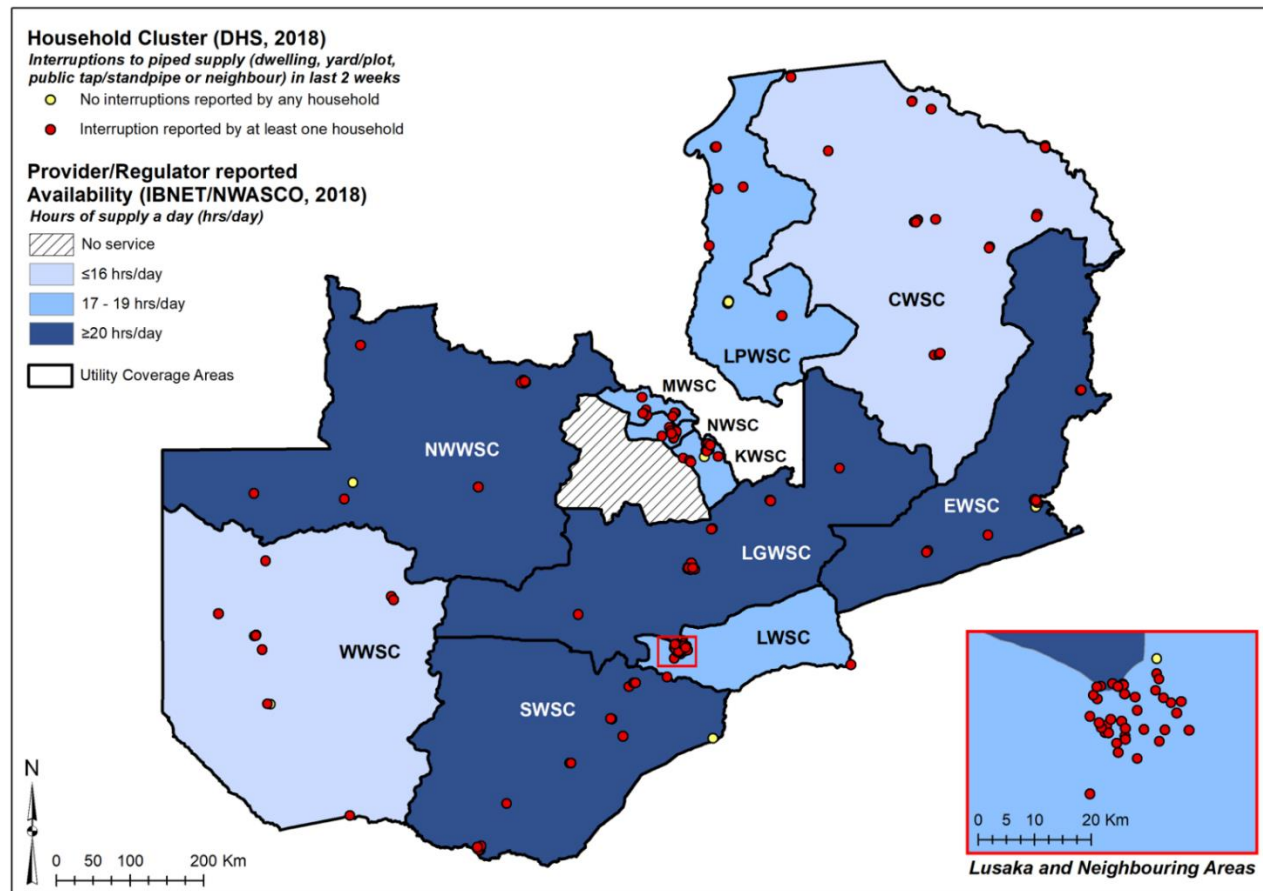 Household Cluster (DHS, 2018)
Interruptions to piped supply (dwelling, yard/plot,
public tap/standpipe or neighbour) in last 2 weeks
No interruptions reported by any household
Interruption reported by at least one household
Provider/Regulator reported
Availability (IBNET/NWASCO, 2018)
Hours of supply a day (hrs/day)
No service
≤16 hrs/day
17 - 19 hrs/day
≥20 hrs/day
Utility Coverage Areas
CWSC
LPWSC
MWSC
NWSC
KWSC
NWWSC
EWSC
LGWSC
LWSC
WWSC
SWSC
N
0 50 100 200 Km
0 5 10 20 Km
Lusaka and Neighbouring Areas